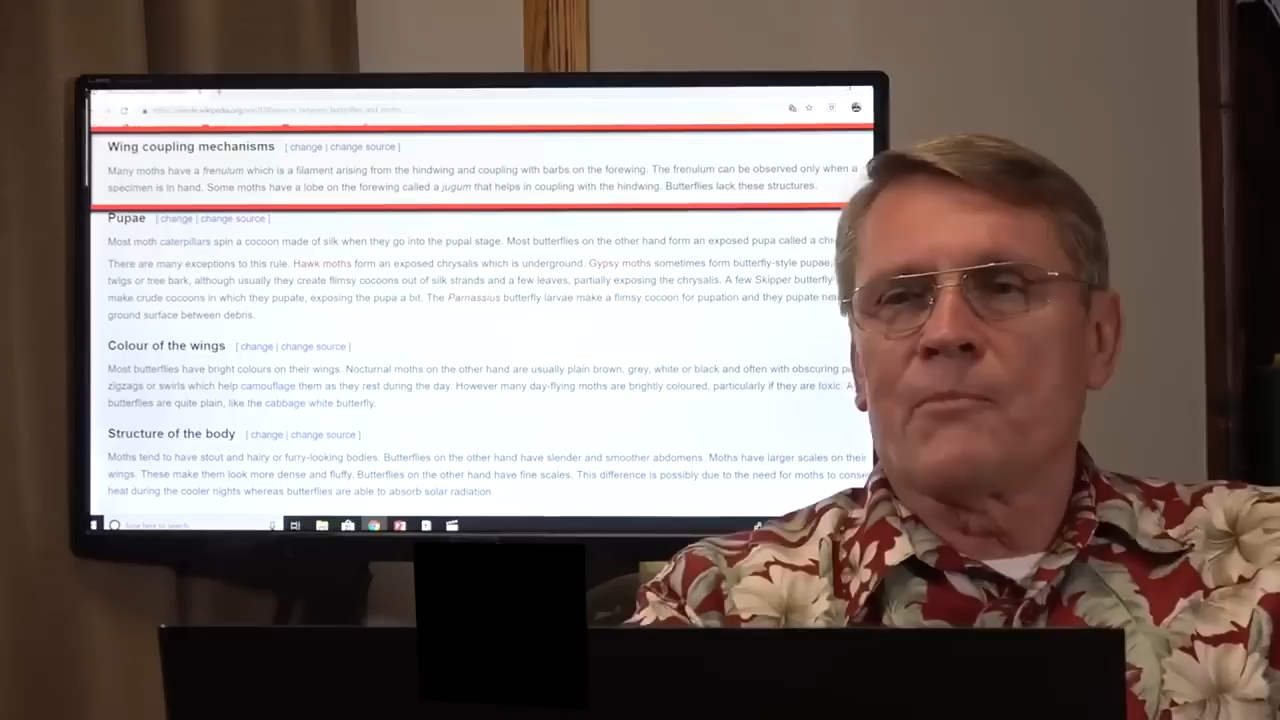 Wing coupling mechanisms [ change | change source ]
Many moths have a frenulum which is a filament arising from the hindwing and coupling with barbs on the forewing. The frenulum can be observed only when a
specimen is in hand. Some moths have a lobe on the forewing called a jugum that helps in coupling with the hindwing. Butterflies lack these structures.
Pupae [ change | change source ]
Most moth caterpillars spin a cocoon made of silk when they go into the pupal stage. Most butterflies on the other hand form an exposed pupa called a
There are many exceptions to this rule. Hawk moths form an exposed chrysalis which is underground. Gypsy moths sometimes form butterfly-style pupae,
twigs or tree bark, although usually they create flimsy cocoons out of silk strands and a few leaves, partially exposing the chrysalis. A few Skipper butterfly
make crude cocoons in which they pupate, exposing the pupa a bit. The Parnassius butterfly larvae make a flimsy cocoon for pupation and they pupate
ground surface between debris.
Colour of the wings [ change | change source ]
Most butterflies have bright colours on their wings. Nocturnal moths on the other hand are usually plain brown, grey, white or black and often with obscuring
zigzags or swirls which help camouflage them as they rest during the day. However many day-flying moths are brightly coloured, particularly if they are toxic.
butterflies are quite plain, like the cabbage white butterfly.
Structure of the body [ change | change source ]
Moths tend to have stout and hairy or furry-looking bodies. Butterflies on the other hand have slender and smoother abdomens. Moths have larger scales on their
wings. These make them look more dense and fluffy. Butterflies on the other hand have fine scales. This difference is possibly due to the need for moths to
heat during the cooler nights whereas butterflies are able to absorb solar radiation
Type here to search